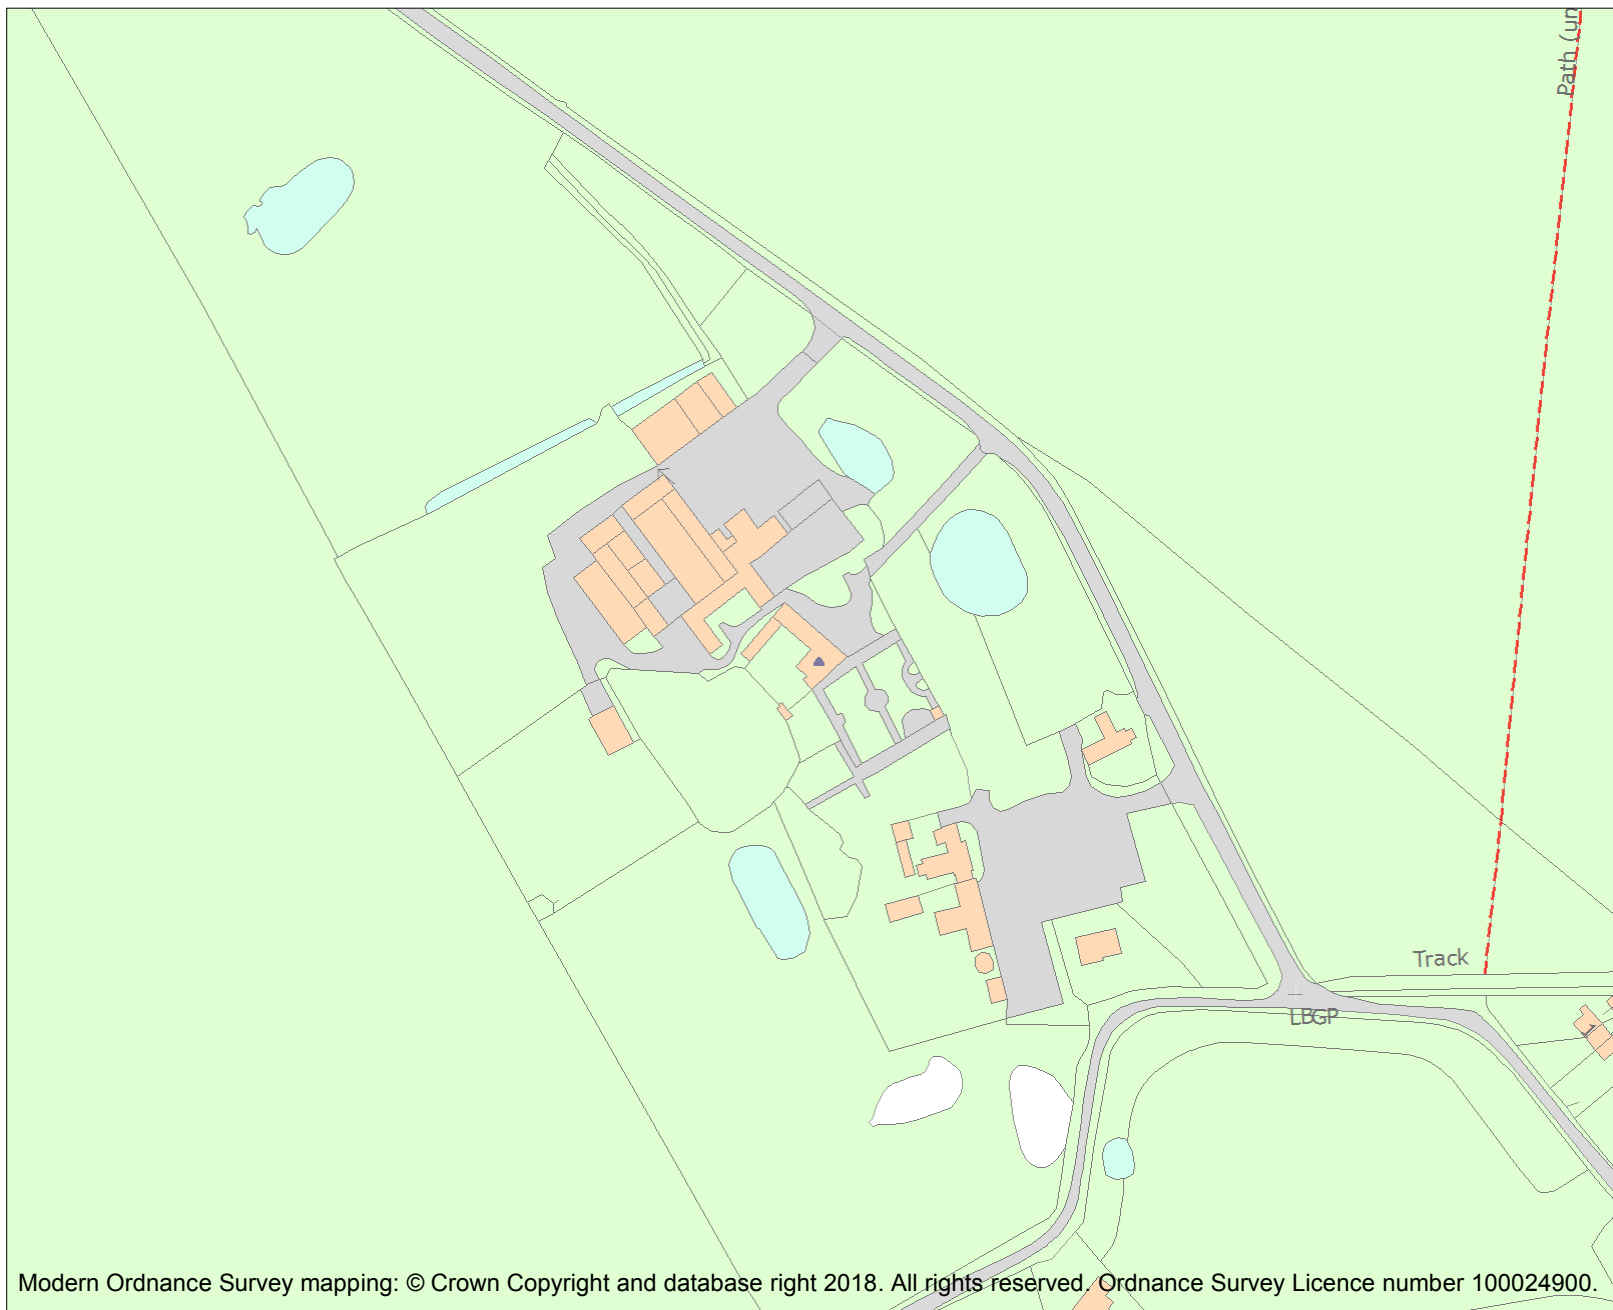 Path (un
Track
LBGP
1
Modern Ordnance Survey mapping: © Crown Copyright and database right 2018. All rights reserved. Ordnance Survey Licence number 100024900.